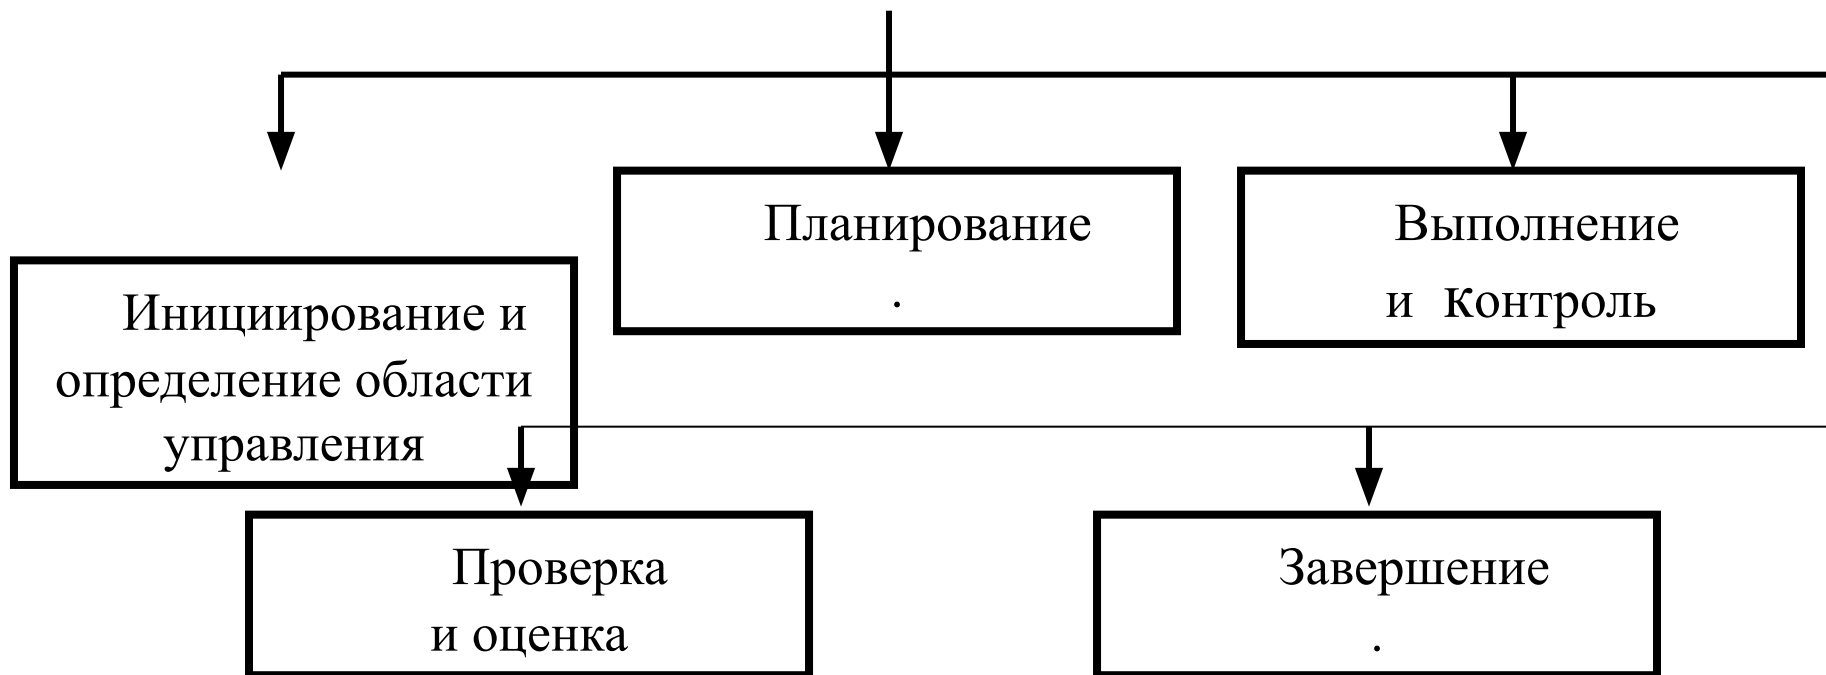 Планирование
.
Выполнение
и контроль
Инициирование и
определение области
управления
Проверка
и оценка
Завершение
.